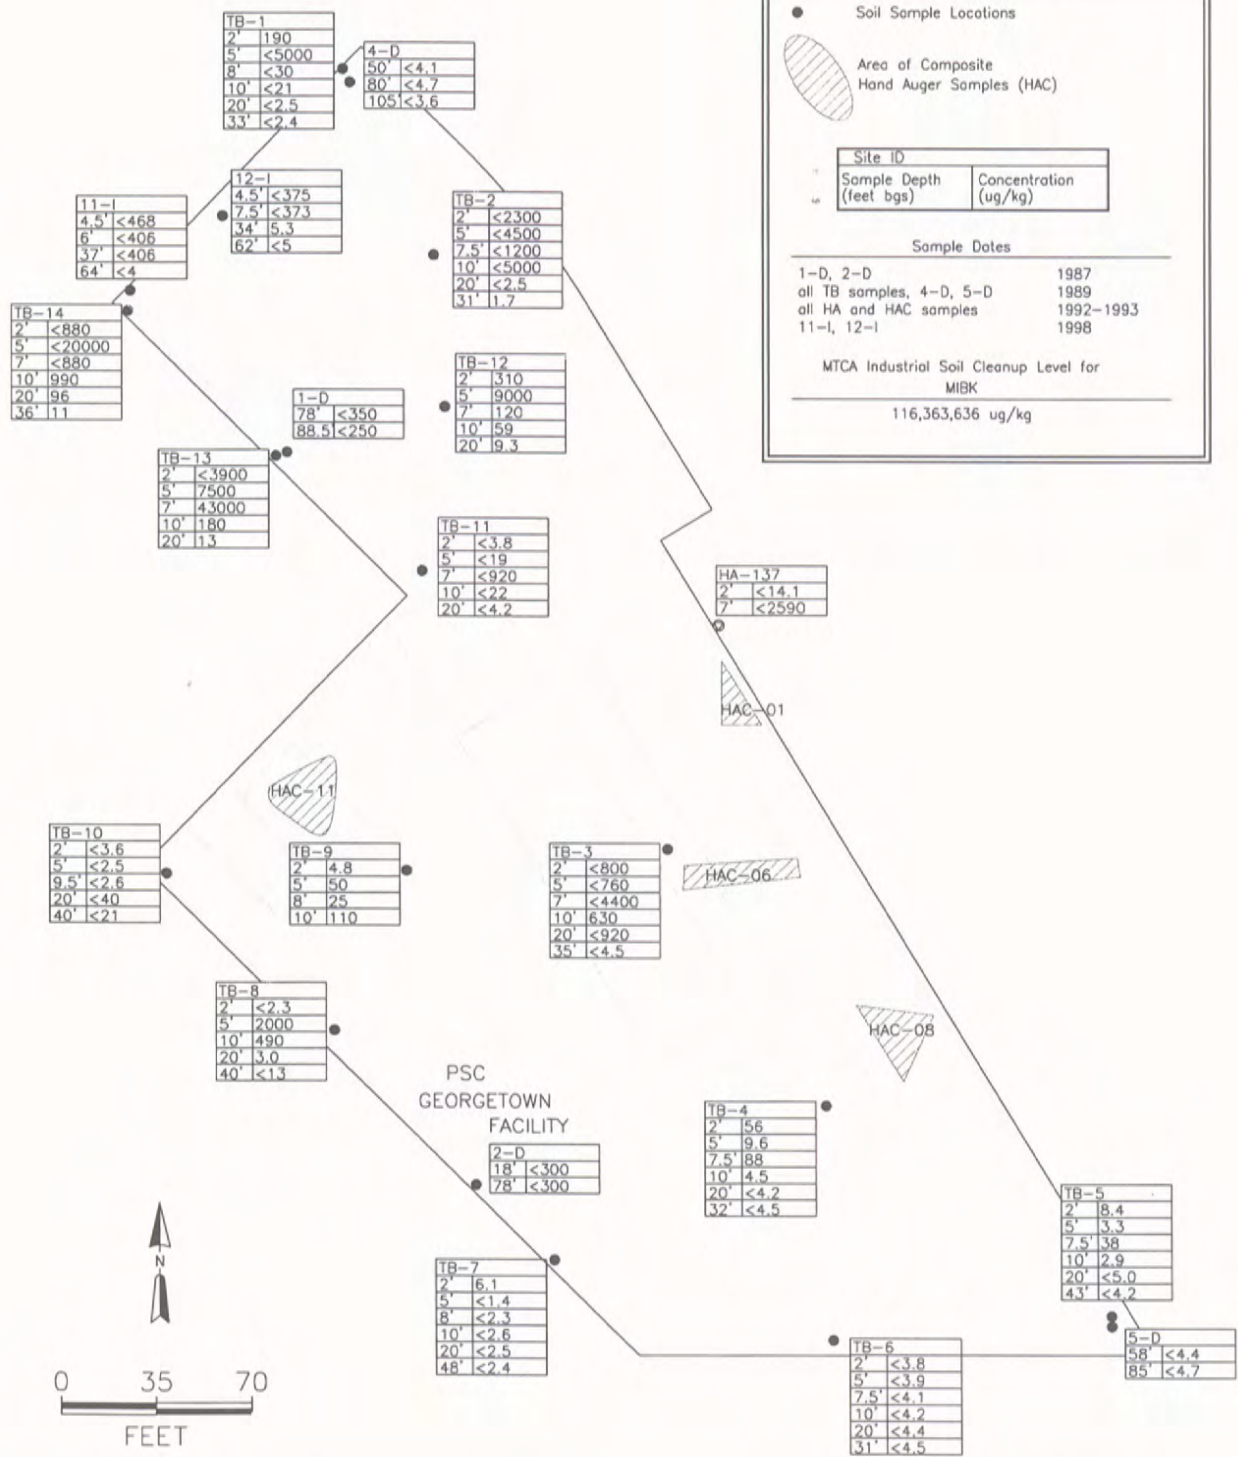 Soil Sample Locations
Area of Composite
Hand Auger Samples (HAC)
Site ID
Sample Depth
(feet bgs)
Concentration
(ug/kg)
Sample Dates
1-D, 2-D 1987
all TB samples, 4-D, 5-D 1989
all HA and HAC samples 1992-1993
11-I, 12-I 1998
MTCA Industrial Soil Cleanup Level for
MIBK
116,363,636 ug/kg
TB-1
2' 190
5' <5000
8' <30
10' <21
20' <2.5
33' <2.4
4-D
50' <4.1
80' <4.7
105' <3.6
12-I
4.5' <375
7.5' <373
34' 5.3
62' <5
11-I
4.5' <468
6' <406
37' <406
64' <4
TB-2
2' <2300
5' <4500
7.5' <1200
10' <5000
20' <2.5
31' 1.7
TB-14
2' <880
5' <20000
7' <880
10' 990
20' 96
36' 11
TB-12
2' 310
5' 9000
7' 120
10' 59
20' 9.3
1-D
78' <350
88.5' <250
TB-13
2' <3900
5' 7500
7' 43000
10' 180
20' 13
TB-11
2' <3.8
5' <19
7' <920
10' <22
20' <4.2
HA-137
2' <14.1
7' <2590
HAC-01
HAC-11
TB-10
2' <3.6
5' <2.5
9.5' <2.6
20' <40
40' <21
TB-9
2' 4.8
5' 50
8' 25
10' 110
TB-3
2' <800
5' <760
7' <4400
10' 630
20' <920
35' <4.5
HAC-06
TB-8
2' <2.3
5' 2000
10' 490
20' 3.0
40' <13
HAC-08
PSC
GEORGETOWN
FACILITY
TB-4
2' 56
5' 9.6
7.5' 88
10' 4.5
20' <4.2
32' <4.5
2-D
18' <300
78' <300
TB-5
2' 8.4
5' 3.3
7.5' 38
10' 2.9
20' <5.0
43' <4.2
TB-7
2' 6.1
5' <1.4
8' <2.3
10' <2.6
20' <2.5
48' <2.4
5-D
58' <4.4
85' <4.7
TB-6
2' <3.8
5' <3.9
7.5' <4.1
10' <4.2
20' <4.4
31' <4.5
N
0 35 70
FEET